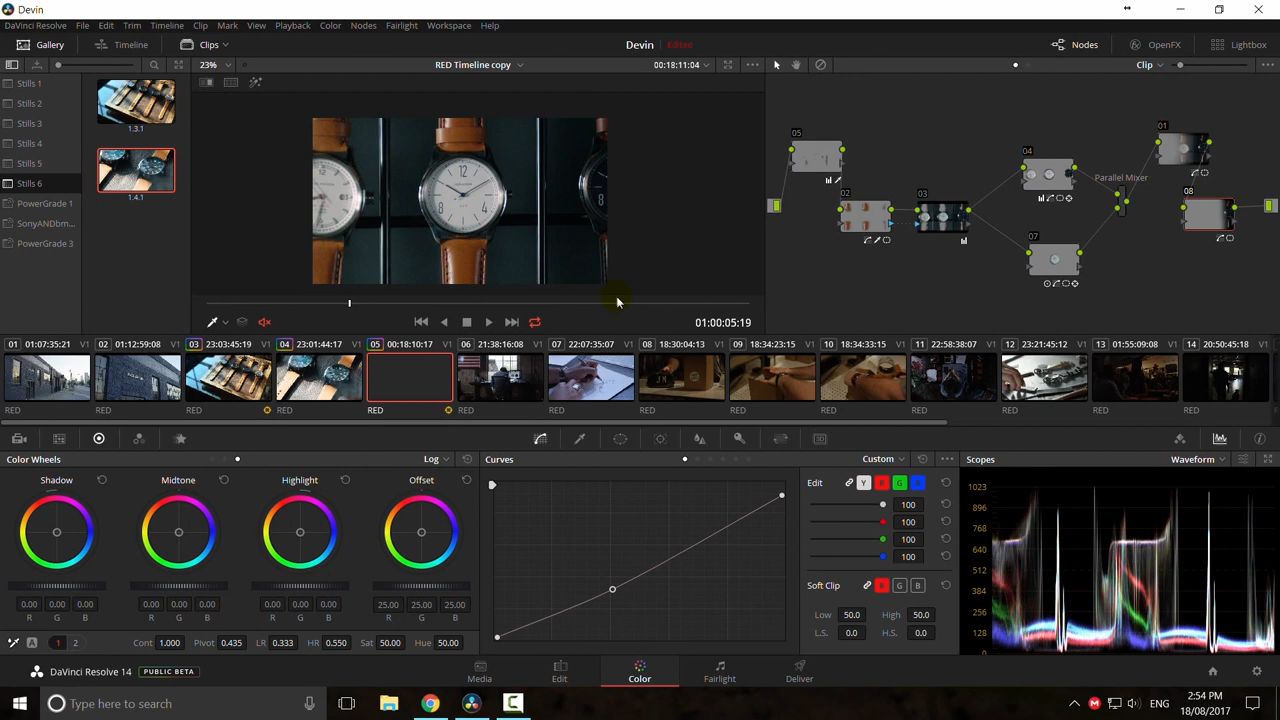 Devin
DaVinci Resolve File Edit Trim Timeline Clip Mark View Playback Color Nodes Fairlight Workspace Help
Gallery Timeline Clips Devin Edited Nodes OpenFX Lightbox
23% RED Timeline copy 00:18:11:04 Clip
Stills 1
Stills 2
Stills 3
Stills 4
Stills 5
Stills 6
PowerGrade 1
SonyANDbm...
PowerGrade 3
1.3.1
1.4.1
05
02
03
04
Parallel Mixer
07
01
08
01:00:05:19
01 01:07:35:21 V1 02 01:12:59:08 V1 03 23:03:45:19 V1 04 23:01:44:17 V1 05 00:18:10:17 V1 06 21:38:16:08 V1 07 22:07:35:07 V1 08 18:30:04:13 V1 09 18:34:23:15 V1 10 18:34:33:15 V1 11 22:58:38:07 V1 12 23:21:45:12 V1 13 01:55:09:08 V1 14 20:50:45:18 V1
RED RED RED RED RED RED RED RED RED RED RED RED RED RED
Color Wheels Log Curves Custom Scopes Waveform
Shadow Midtone Highlight Offset
0.00 0.00 0.00 0.00 0.00 0.00 0.00 0.00 0.00 25.00 25.00 25.00
R G B R G B R G B R G B
A 1 2 Cont 1.000 Pivot 0.435 LR 0.333 HR 0.550 Sat 50.00 Hue 50.00
Edit Y R G B
100
100
100
100
Soft Clip R G B
Low 50.0 High 50.0
L.S. 0.0 H.S. 0.0
1023
896
768
640
512
384
256
128
0
DaVinci Resolve 14 PUBLIC BETA Media Edit Color Fairlight Deliver
Type here to search
ENG
2:54 PM
18/08/2017